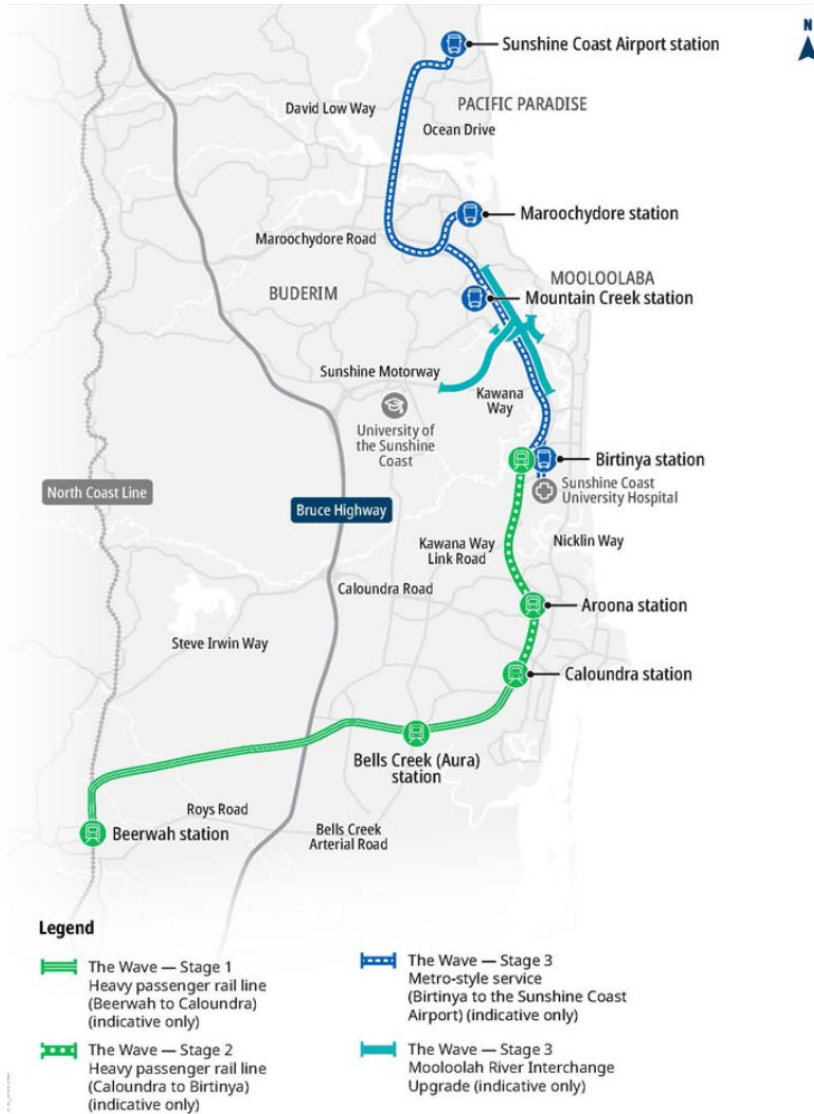 N
Sunshine Coast Airport station
David Low Way
PACIFIC PARADISE
Ocean Drive
Maroochydore station
Maroochydore Road
MOOLOOLABA
BUDERIM
Mountain Creek station
Sunshine Motorway
Kawana
Way
University of
the Sunshine
Coast
Birtinya station
North Coast Line
Sunshine Coast
University Hospital
Bruce Highway
Kawana Way
Link Road
Nicklin Way
Caloundra Road
Aroona station
Steve Irwin Way
Caloundra station
Bells Creek (Aura)
station
Roys Road
Beerwah station
Bells Creek
Arterial Road
Legend
The Wave — Stage 1
Heavy passenger rail line
(Beerwah to Caloundra)
(indicative only)
The Wave — Stage 2
Heavy passenger rail line
(Caloundra to Birtinya)
(indicative only)
The Wave — Stage 3
Metro-style service
(Birtinya to the Sunshine Coast
Airport) (indicative only)
The Wave — Stage 3
Mooloolah River Interchange
Upgrade (indicative only)